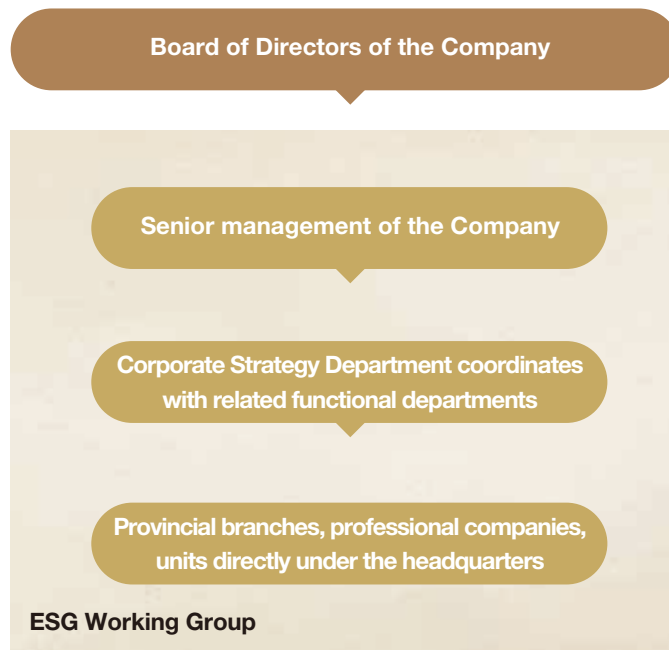 Board of Directors of the Company
Senior management of the Company
Corporate Strategy Department coordinates
with related functional departments
Provincial branches, professional companies,
units directly under the headquarters
ESG Working Group